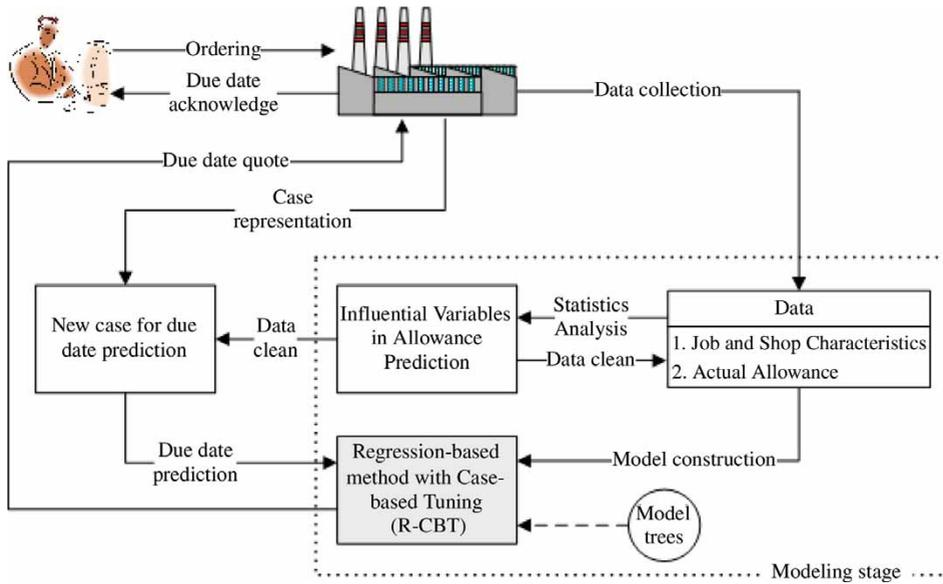 Ordering
Due date
acknowledge
Data collection
Due date quote
Case
representation
New case for due
date prediction
Data
clean
Influential Variables
in Allowance
Prediction
Statistics
Analysis
Data clean
Data
1. Job and Shop Characteristics
2. Actual Allowance
Due date
prediction
Regression-based
method with Case-
based Tuning
(R-CBT)
Model construction
Model
trees
Modeling stage